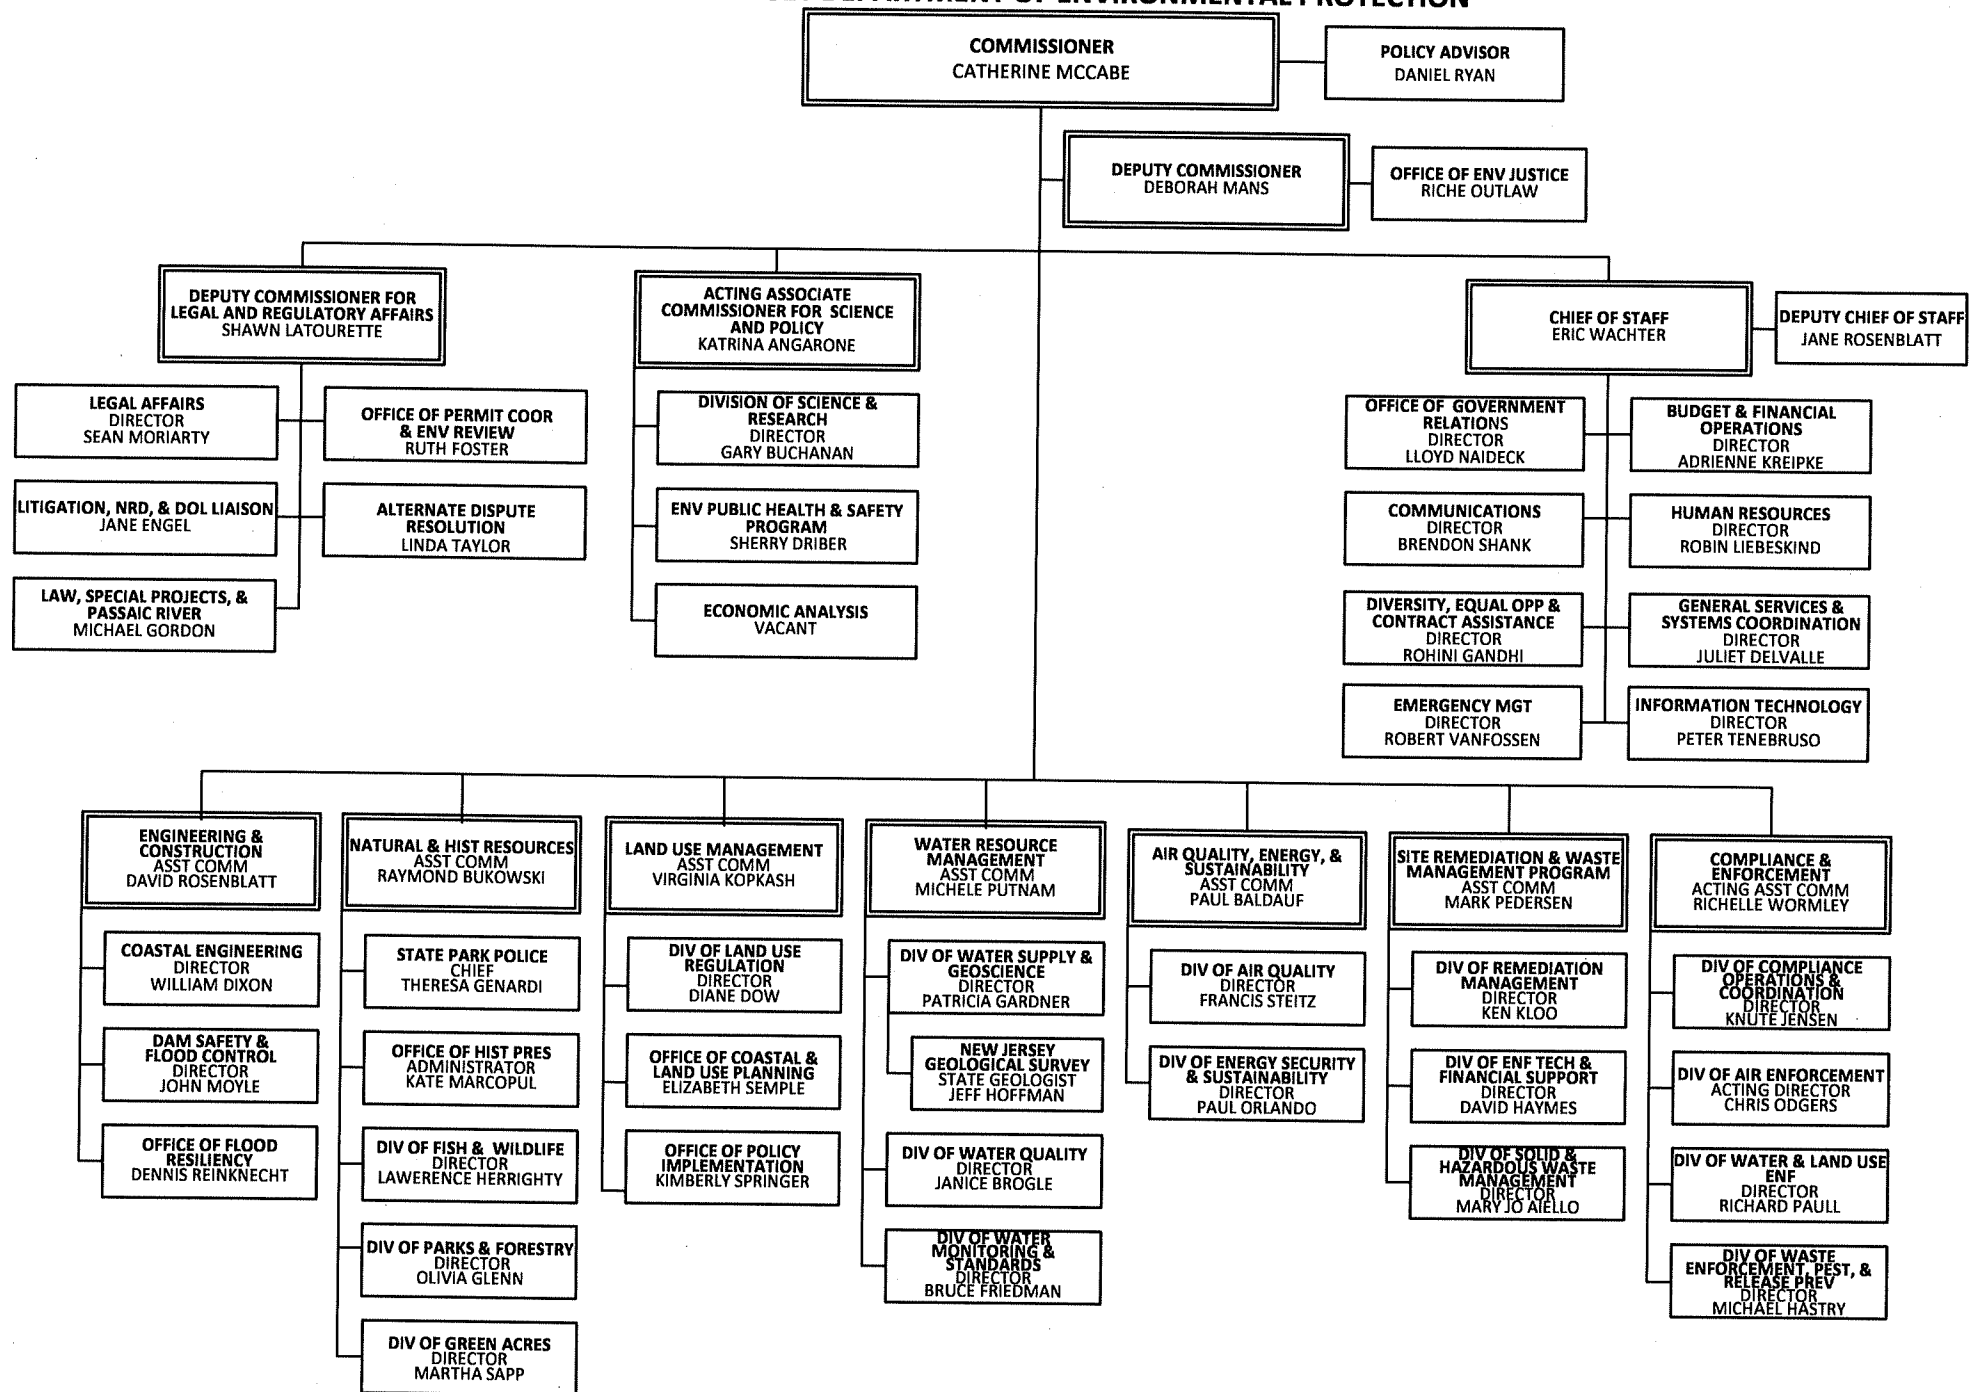 DEPARTMENT OF ENVIRONMENTAL PROTECTION
COMMISSIONER
CATHERINE MCCABE
POLICY ADVISOR
DANIEL RYAN
DEPUTY COMMISSIONER
DEBORAH MANS
OFFICE OF ENV JUSTICE
RICHE OUTLAW
DEPUTY COMMISSIONER FOR
LEGAL AND REGULATORY AFFAIRS
SHAWN LATOURETTE
ACTING ASSOCIATE
COMMISSIONER FOR SCIENCE
AND POLICY
KATRINA ANGARONE
CHIEF OF STAFF
ERIC WACHTER
DEPUTY CHIEF OF STAFF
JANE ROSENBLATT
LEGAL AFFAIRS
DIRECTOR
SEAN MORIARTY
OFFICE OF PERMIT COOR
& ENV REVIEW
RUTH FOSTER
LITIGATION, NRD, & DOL LIAISON
JANE ENGEL
ALTERNATE DISPUTE
RESOLUTION
LINDA TAYLOR
LAW, SPECIAL PROJECTS, &
PASSAIC RIVER
MICHAEL GORDON
DIVISION OF SCIENCE &
RESEARCH
DIRECTOR
GARY BUCHANAN
ENV PUBLIC HEALTH & SAFETY
PROGRAM
SHERRY DRIBER
ECONOMIC ANALYSIS
VACANT
OFFICE OF GOVERNMENT
RELATIONS
DIRECTOR
LLOYD NAIDECK
BUDGET & FINANCIAL
OPERATIONS
DIRECTOR
ADRIENNE KREIPKE
COMMUNICATIONS
DIRECTOR
BRENDON SHANK
HUMAN RESOURCES
DIRECTOR
ROBIN LIEBESKIND
DIVERSITY, EQUAL OPP &
CONTRACT ASSISTANCE
DIRECTOR
ROHINI GANDHI
GENERAL SERVICES &
SYSTEMS COORDINATION
DIRECTOR
JULIET DELVALLE
EMERGENCY MGT
DIRECTOR
ROBERT VANFOSSEN
INFORMATION TECHNOLOGY
DIRECTOR
PETER TENEBRUSO
ENGINEERING &
CONSTRUCTION
ASST COMM
DAVID ROSENBLATT
COASTAL ENGINEERING
DIRECTOR
WILLIAM DIXON
DAM SAFETY &
FLOOD CONTROL
DIRECTOR
JOHN MOYLE
OFFICE OF FLOOD
RESILIENCY
DENNIS REINKNECHT
NATURAL & HIST RESOURCES
ASST COMM
RAYMOND BUKOWSKI
STATE PARK POLICE
CHIEF
THERESA GENARDI
OFFICE OF HIST PRES
ADMINISTRATOR
KATE MARCOPUL
DIV OF FISH & WILDLIFE
DIRECTOR
LAWERENCE HERRIGHTY
DIV OF PARKS & FORESTRY
DIRECTOR
OLIVIA GLENN
DIV OF GREEN ACRES
DIRECTOR
MARTHA SAPP
LAND USE MANAGEMENT
ASST COMM
VIRGINIA KOPKASH
DIV OF LAND USE
REGULATION
DIRECTOR
DIANE DOW
OFFICE OF COASTAL &
LAND USE PLANNING
ELIZABETH SEMPLE
OFFICE OF POLICY
IMPLEMENTATION
KIMBERLY SPRINGER
WATER RESOURCE
MANAGEMENT
ASST COMM
MICHELE PUTNAM
DIV OF WATER SUPPLY &
GEOSCIENCE
DIRECTOR
PATRICIA GARDNER
NEW JERSEY
GEOLOGICAL SURVEY
STATE GEOLOGIST
JEFF HOFFMAN
DIV OF WATER QUALITY
DIRECTOR
JANICE BROGLE
DIV OF WATER
MONITORING &
STANDARDS
DIRECTOR
BRUCE FRIEDMAN
AIR QUALITY, ENERGY, &
SUSTAINABILITY
ASST COMM
PAUL BALDAUF
DIV OF AIR QUALITY
DIRECTOR
FRANCIS STEITZ
DIV OF ENERGY SECURITY
& SUSTAINABILITY
DIRECTOR
PAUL ORLANDO
SITE REMEDIATION & WASTE
MANAGEMENT PROGRAM
ASST COMM
MARK PEDERSEN
DIV OF REMEDIATION
MANAGEMENT
DIRECTOR
KEN KLOO
DIV OF ENF TECH &
FINANCIAL SUPPORT
DIRECTOR
DAVID HAYMES
DIV OF SOLID &
HAZARDOUS WASTE
MANAGEMENT
DIRECTOR
MARY JO AIELLO
COMPLIANCE &
ENFORCEMENT
ACTING ASST COMM
RICHELLE WORMLEY
DIV OF COMPLIANCE
OPERATIONS &
COORDINATION
DIRECTOR
KNUTE JENSEN
DIV OF AIR ENFORCEMENT
ACTING DIRECTOR
CHRIS ODGERS
DIV OF WATER & LAND USE
ENF
DIRECTOR
RICHARD PAULL
DIV OF WASTE
ENFORCEMENT, PEST, &
RELEASE PREV
DIRECTOR
MICHAEL HASTRY